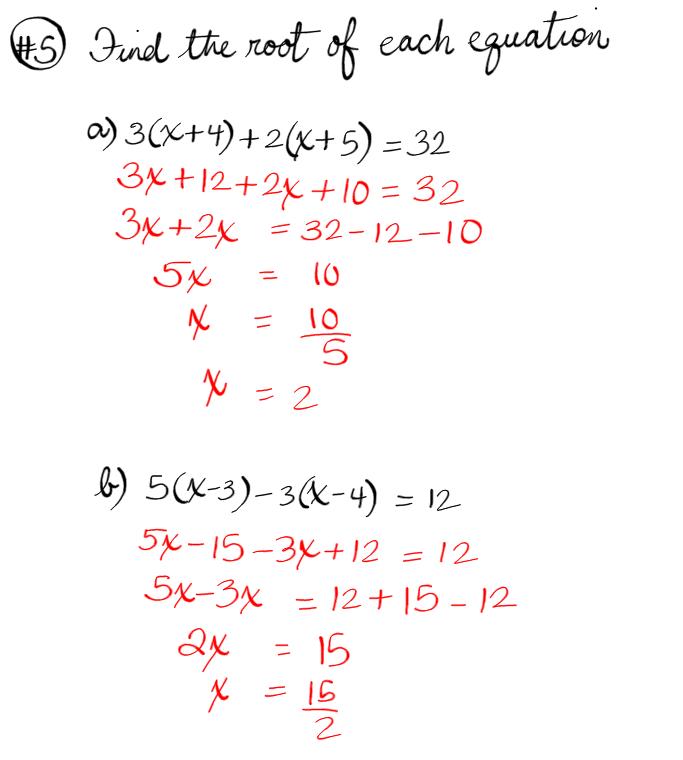 #5 Find the root of each equation
a) 3(x+4)+2(x+5) = 32
3x+12+2x+10 = 32
3x+2x = 32-12-10
5x = 10
x = 10/5
x = 2
b) 5(x-3)-3(x-4) = 12
5x-15-3x+12 = 12
5x-3x = 12+15-12
2x = 15
x = 15/2